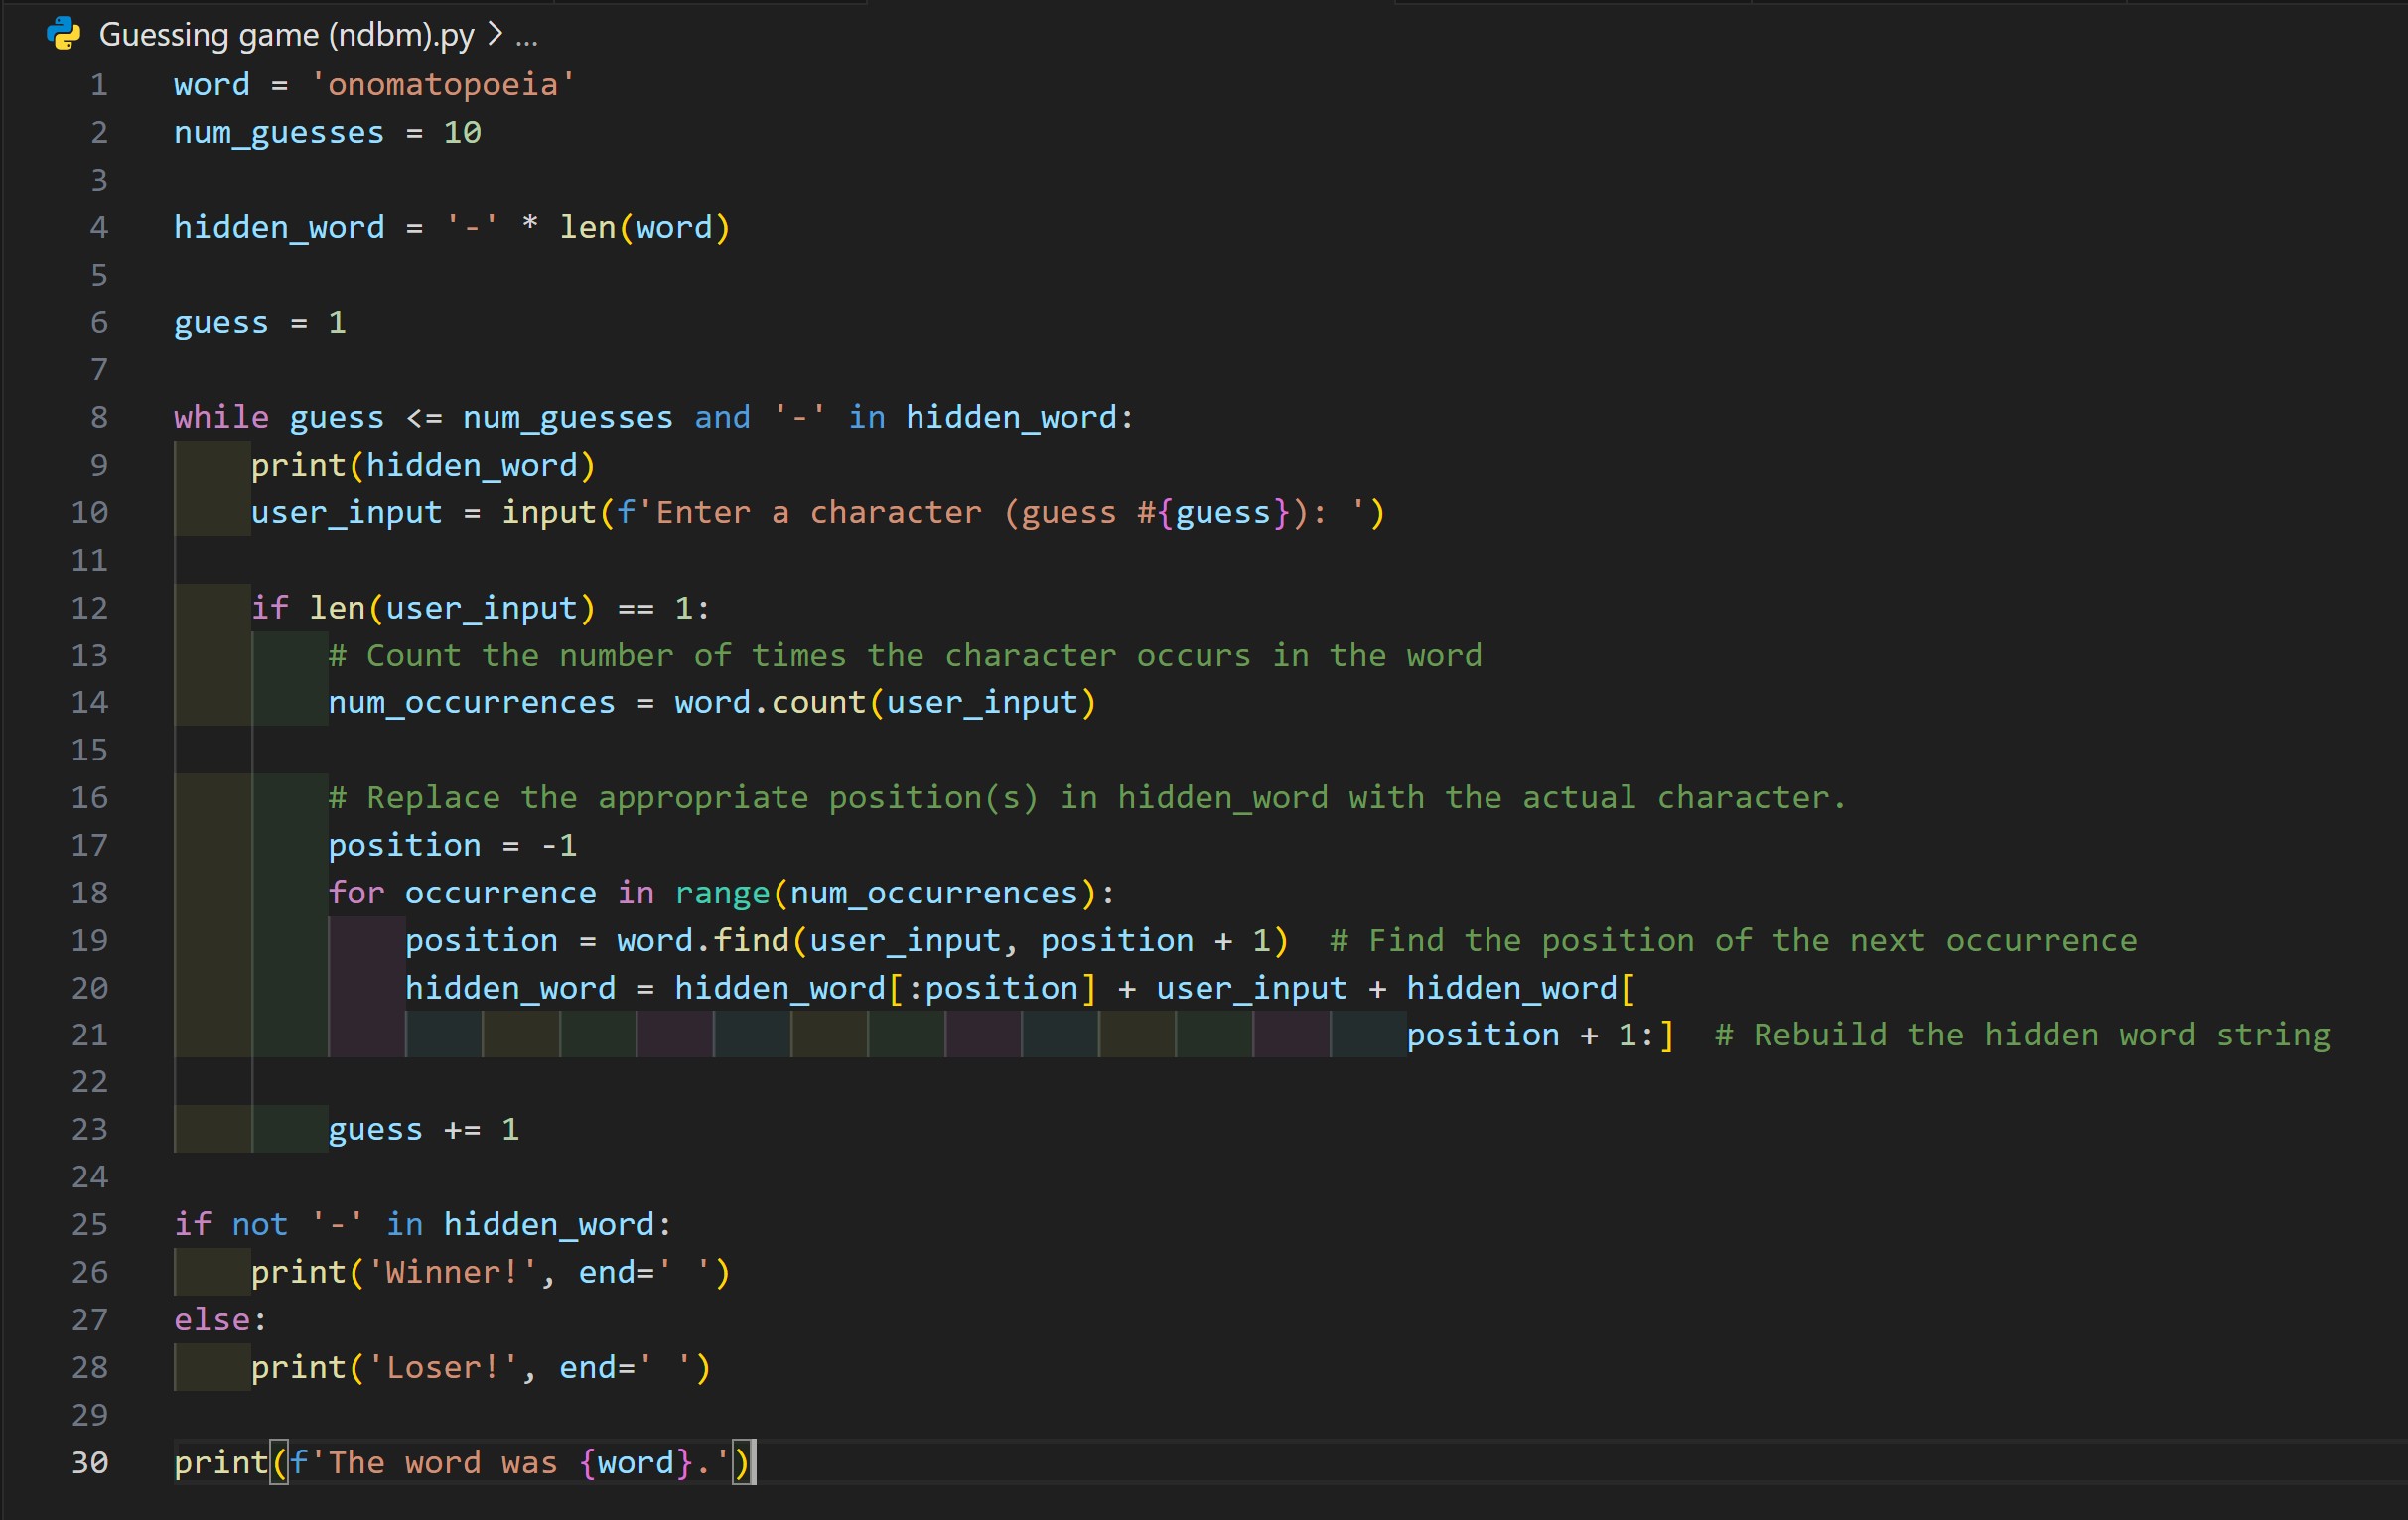 Guessing game (ndbm).py > ...
1 word = 'onomatopoeia'
2 num_guesses = 10
3
4 hidden_word = '-' * len(word)
5
6 guess = 1
7
8 while guess <= num_guesses and '-' in hidden_word:
9     print(hidden_word)
10     user_input = input(f'Enter a character (guess #{guess}): ')
11
12     if len(user_input) == 1:
13         # Count the number of times the character occurs in the word
14         num_occurrences = word.count(user_input)
15
16         # Replace the appropriate position(s) in hidden_word with the actual character.
17         position = -1
18         for occurrence in range(num_occurrences):
19             position = word.find(user_input, position + 1)  # Find the position of the next occurrence
20             hidden_word = hidden_word[:position] + user_input + hidden_word[
21                                                                 position + 1:]  # Rebuild the hidden word string
22
23         guess += 1
24
25 if not '-' in hidden_word:
26     print('Winner!', end=' ')
27 else:
28     print('Loser!', end=' ')
29
30 print(f'The word was {word}.')